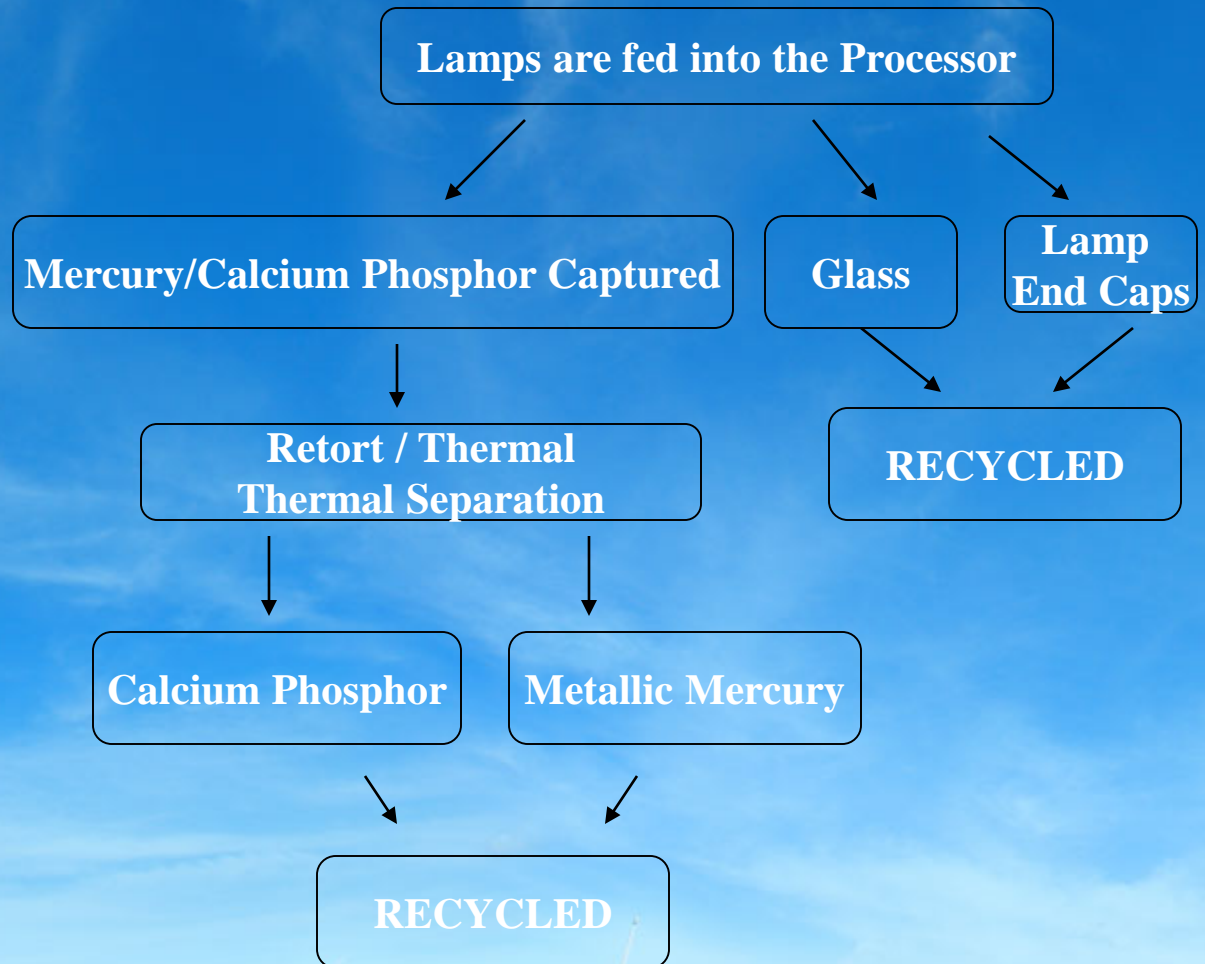 Lamps are fed into the Processor
Mercury/Calcium Phosphor Captured
Glass
Lamp
End Caps
Retort / Thermal
Thermal Separation
RECYCLED
Calcium Phosphor
Metallic Mercury
RECYCLED